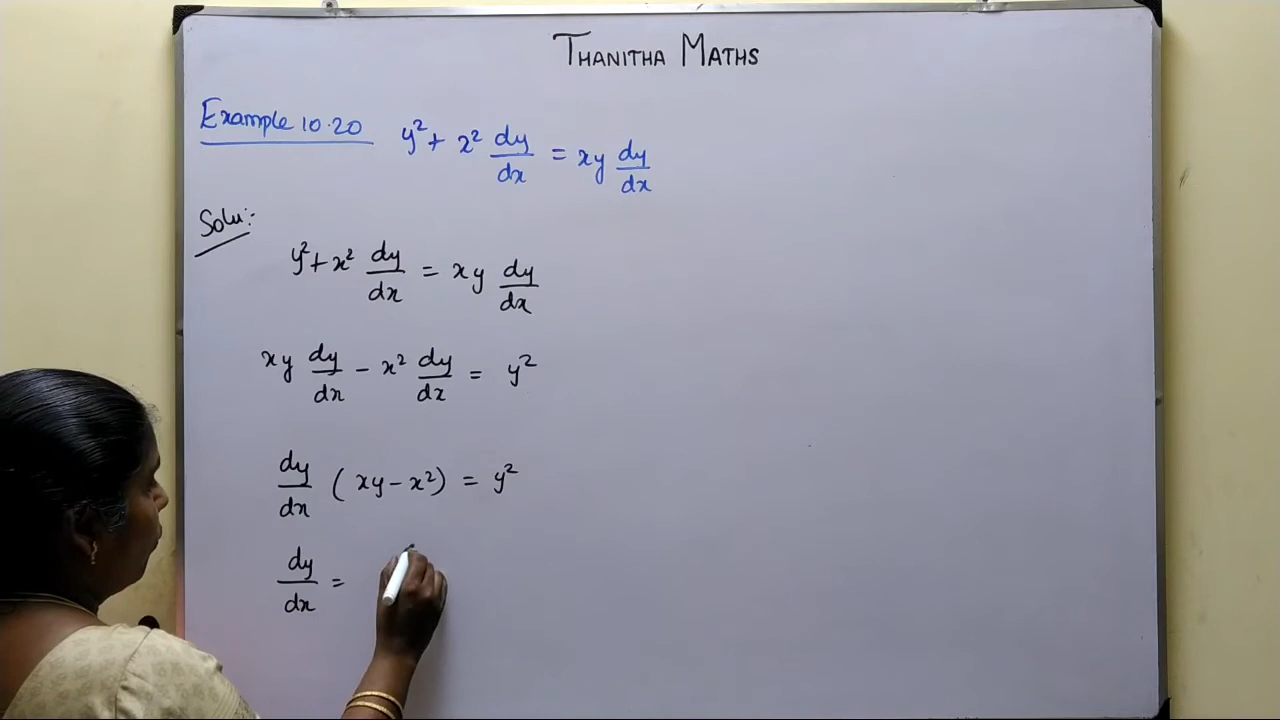 THANITHA MATHS
Example 10.20 y² + x² dy/dx = xy dy/dx
Solu:-
y² + x² dy/dx = xy dy/dx
xy dy/dx - x² dy/dx = y²
dy/dx (xy - x²) = y²
dy/dx =